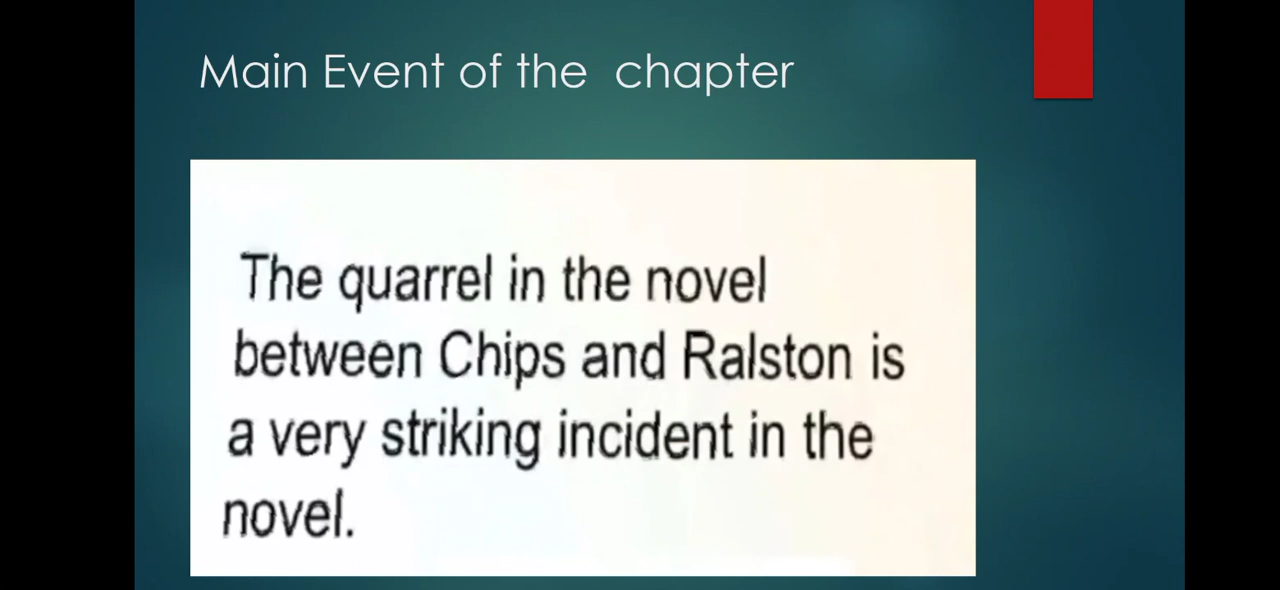 Main Event of the chapter
The quarrel in the novel
between Chips and Ralston is
a very striking incident in the
novel.